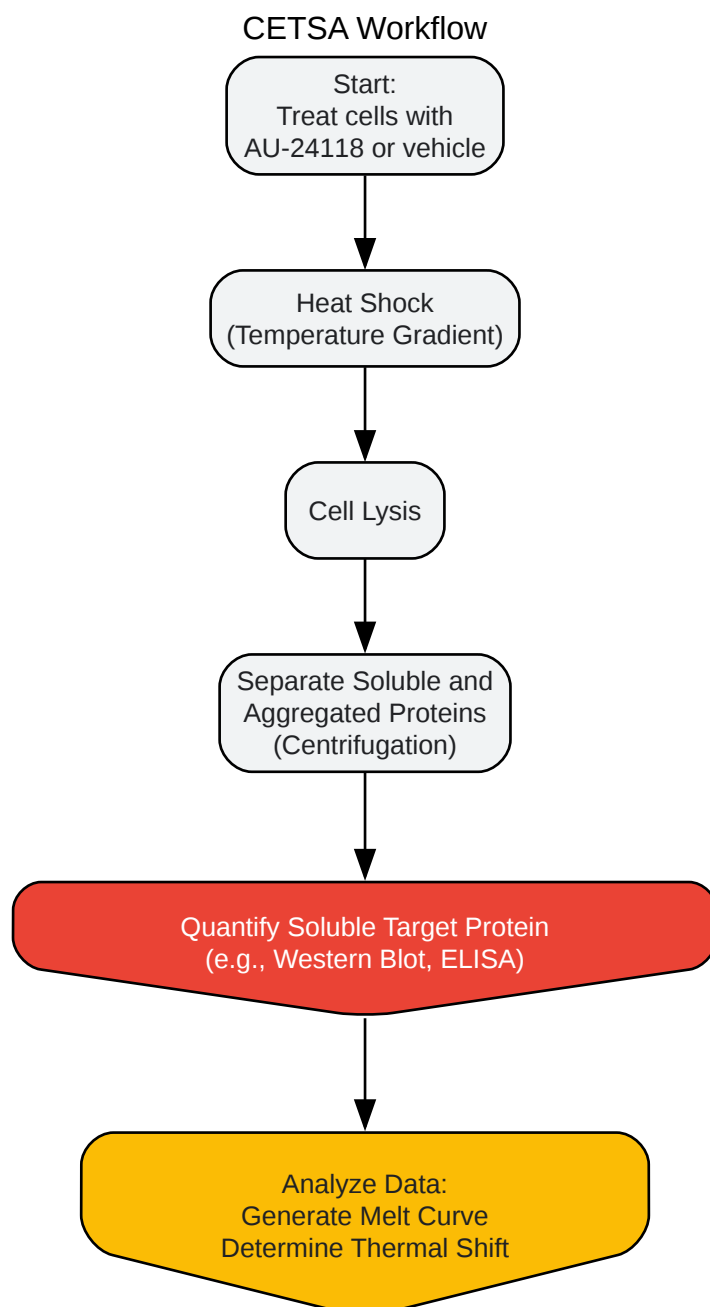 CETSA Workflow
Start:
Treat cells with
AU-24118 or vehicle
Heat Shock
(Temperature Gradient)
Cell Lysis
Separate Soluble and
Aggregated Proteins
(Centrifugation)
Quantify Soluble Target Protein
(e.g., Western Blot, ELISA)
Analyze Data:
Generate Melt Curve
Determine Thermal Shift